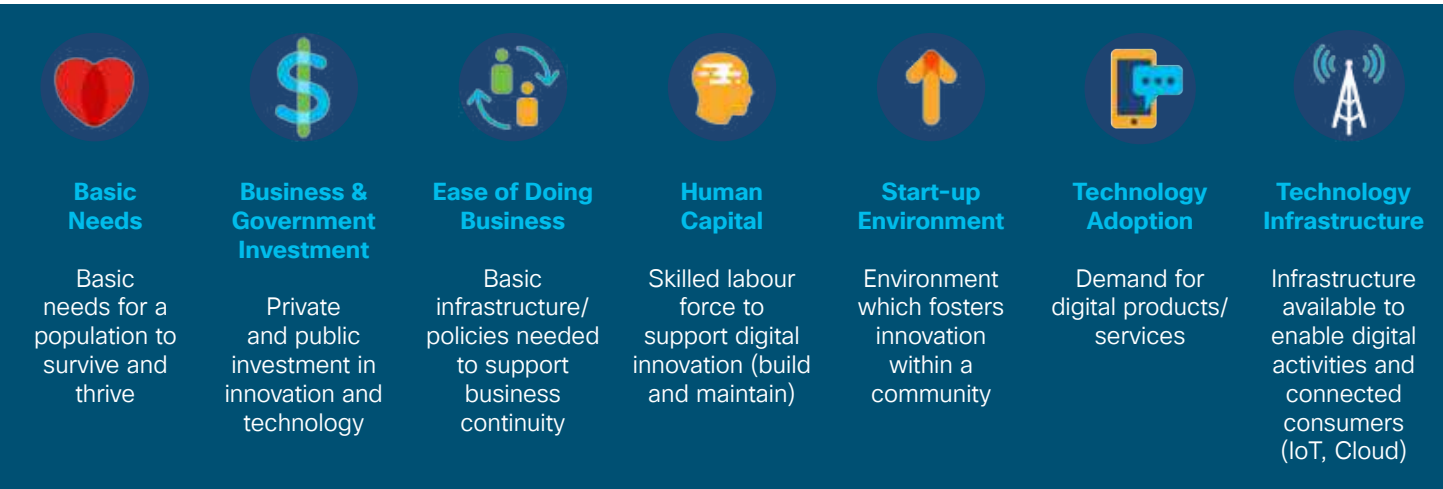 Basic
Needs
Basic
needs for a
population to
survive and
thrive
Business &
Government
Investment
Private
and public
investment in
innovation and
technology
Ease of Doing
Business
Basic
infrastructure/
policies needed
to support
business
continuity
Human
Capital
Skilled labour
force to
support digital
innovation (build
and maintain)
Start-up
Environment
Environment
which fosters
innovation
within a
community
Technology
Adoption
Demand for
digital products/
services
Technology
Infrastructure
Infrastructure
available to
enable digital
activities and
connected
consumers
(IoT, Cloud)